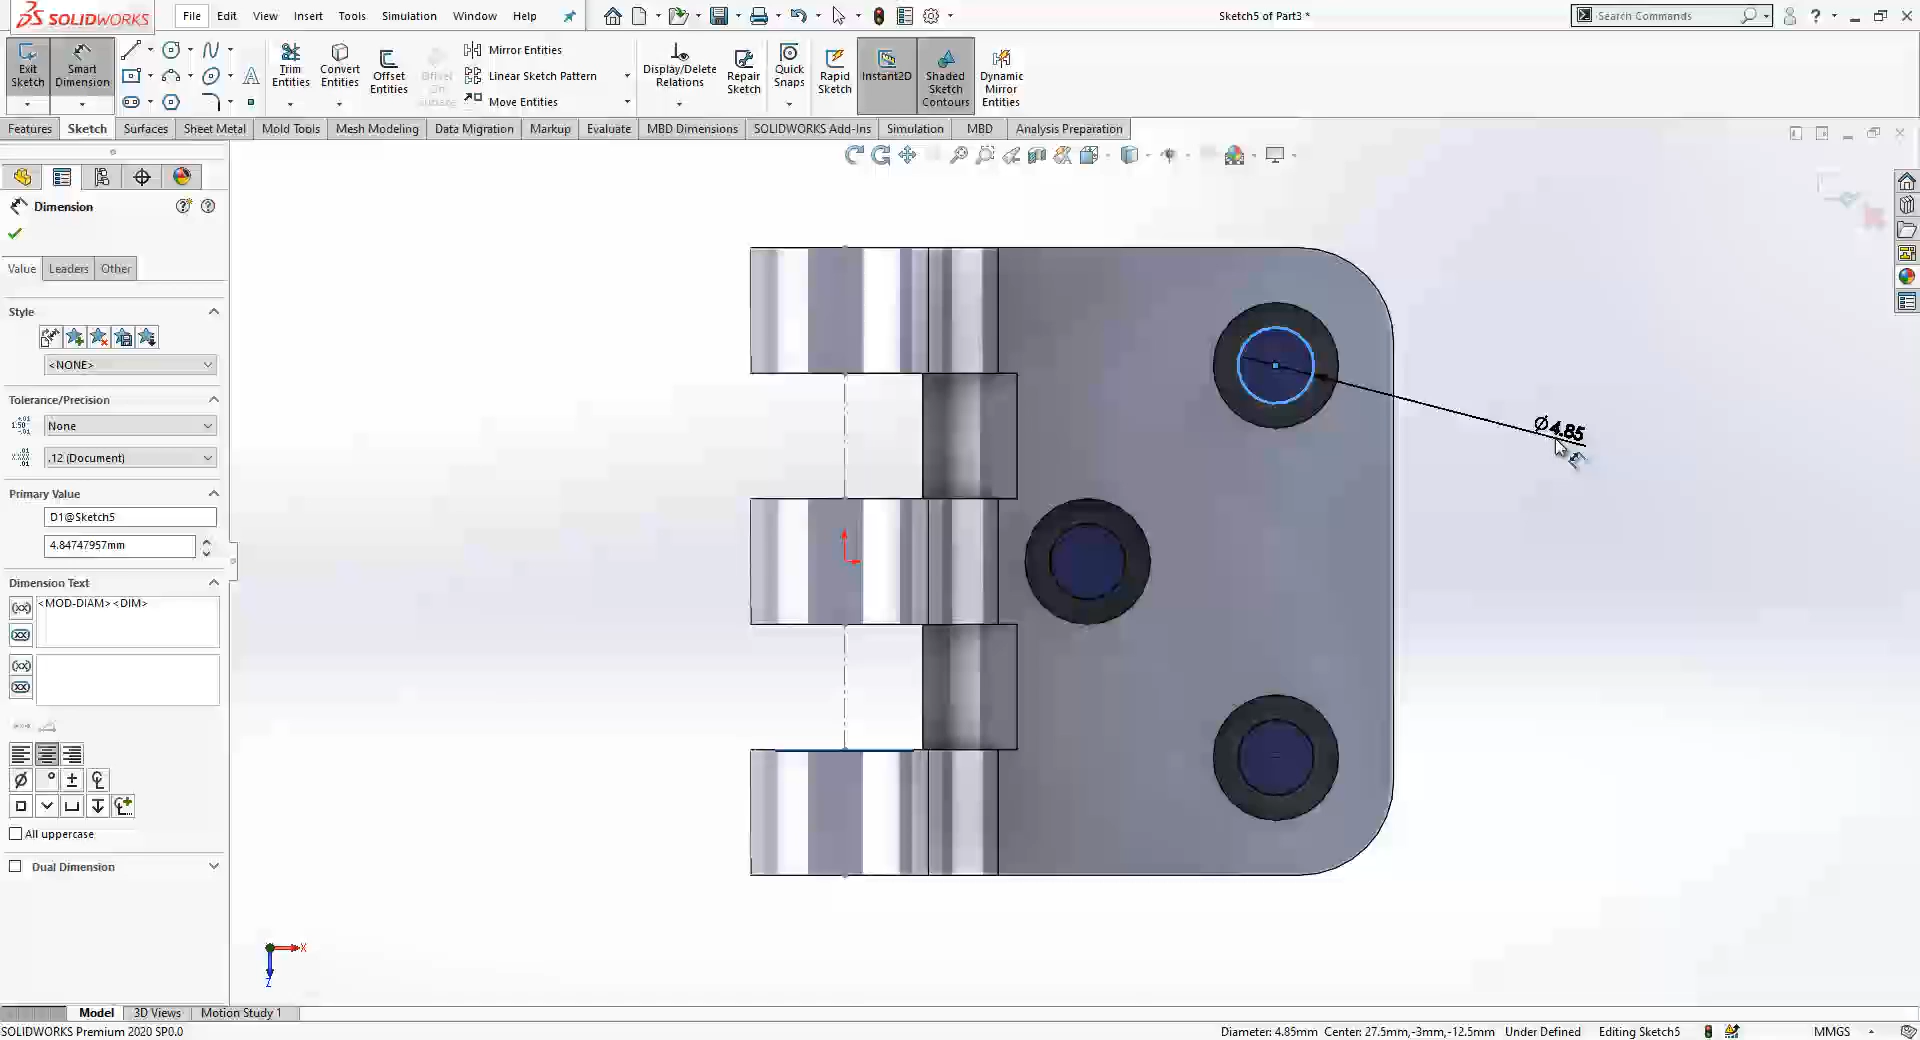 SOLIDWORKS File Edit View Insert Tools Simulation Window Help Sketch5 of Part3 * Search Commands
Exit Sketch
Smart Dimension
Trim Entities
Convert Entities
Offset Entities
Offset On Surface
Mirror Entities
Linear Sketch Pattern
Move Entities
Display/Delete Relations
Repair Sketch
Quick Snaps
Rapid Sketch
Instant2D
Shaded Sketch Contours
Dynamic Mirror Entities
Features Sketch Surfaces Sheet Metal Mold Tools Mesh Modeling Data Migration Markup Evaluate MBD Dimensions SOLIDWORKS Add-Ins Simulation MBD Analysis Preparation
Dimension
Value Leaders Other
Style
<NONE>
Tolerance/Precision
None
.12 (Document)
Primary Value
D1@Sketch5
4.84747957mm
Dimension Text
<MOD-DIAM><DIM>
All uppercase
Dual Dimension
Ø4.85
X
Z
Model 3D Views Motion Study 1
SOLIDWORKS Premium 2020 SP0.0 Diameter: 4.85mm Center: 27.5mm,-3mm,-12.5mm Under Defined Editing Sketch5 MMGS